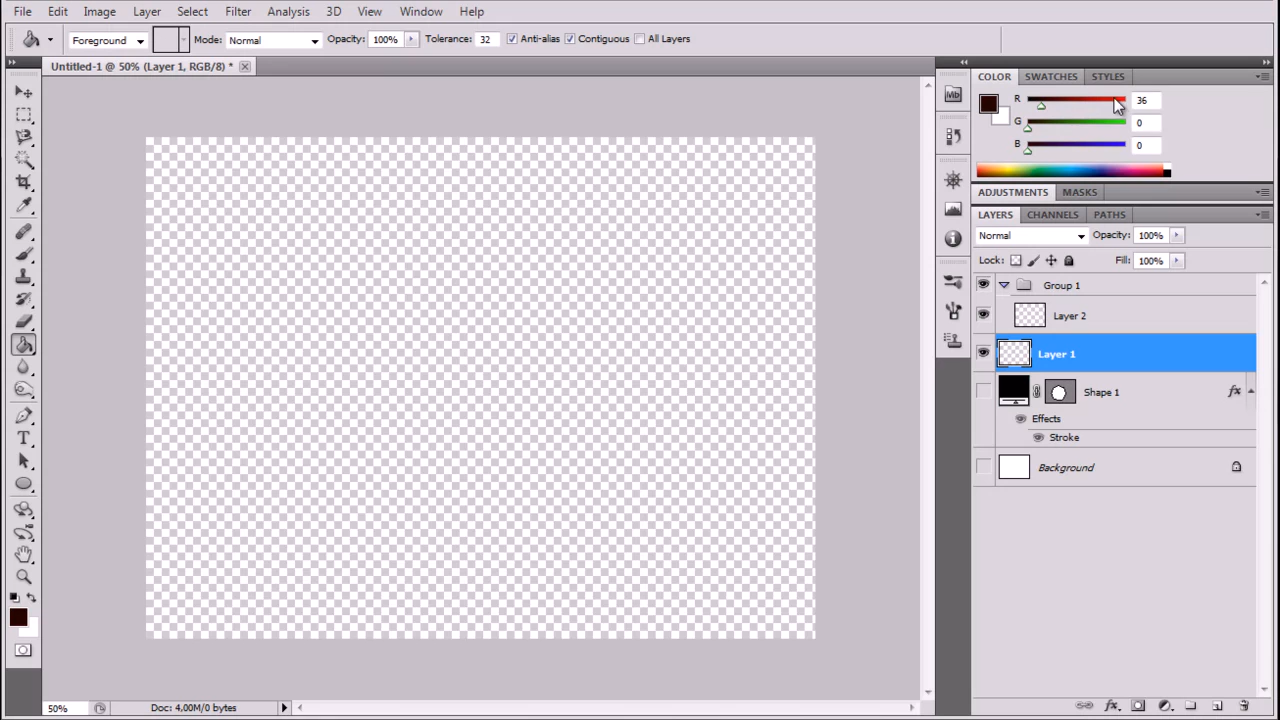 File Edit Image Layer Select Filter Analysis 3D View Window Help
Foreground Mode: Normal Opacity: 100% Tolerance: 32 Anti-alias Contiguous All Layers
Untitled-1 @ 50% (Layer 1, RGB/8) *
COLOR SWATCHES STYLES
Mb
R 36
G 0
B 0
ADJUSTMENTS MASKS
LAYERS CHANNELS PATHS
Normal Opacity: 100%
Lock: Fill: 100%
Group 1
Layer 2
Layer 1
Shape 1 fx
Effects
Stroke
Background
T
50% Doc: 4,00M/0 bytes
fx